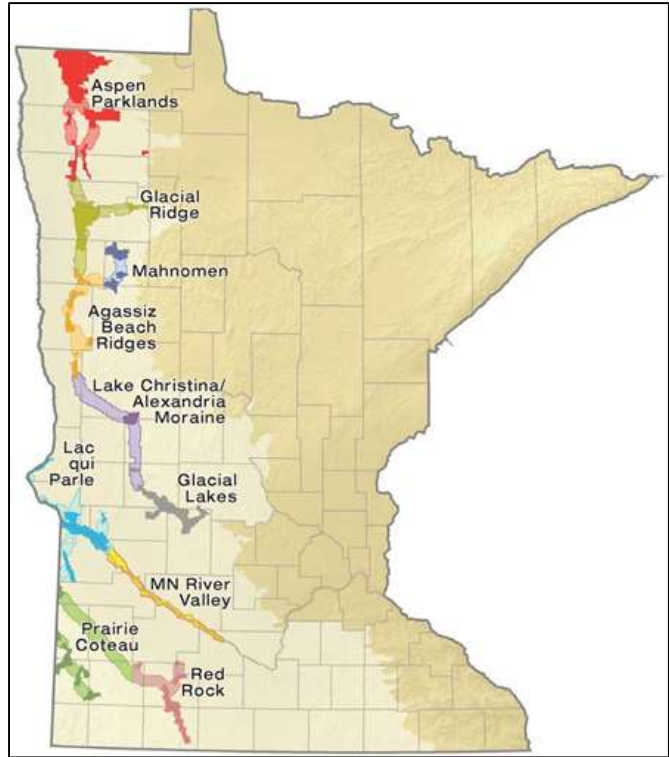 Aspen
Parklands
Glacial
Ridge
Mahnomen
Agassiz
Beach
Ridges
Lake Christina/
Alexandria
Moraine
Lac
qui
Parle
Glacial
Lakes
MN River
Valley
Prairie
Coteau
Red
Rock